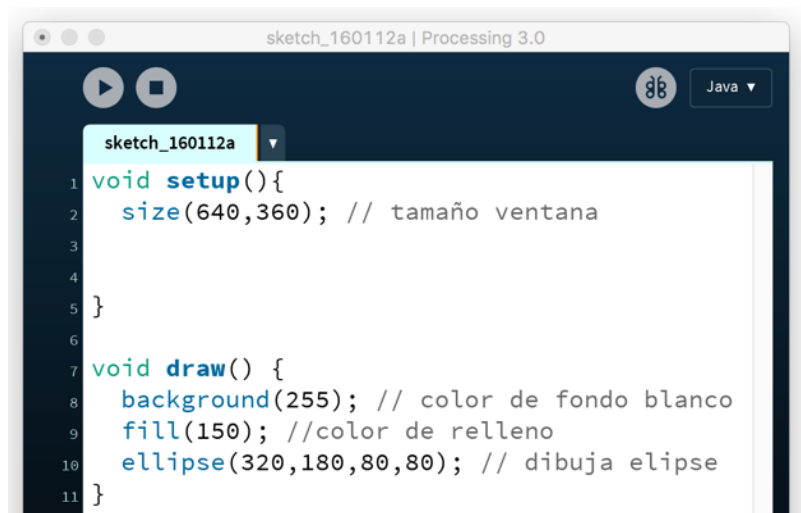 sketch_160112a | Processing 3.0
Java ▼
sketch_160112a ▼
1 void setup(){
2   size(640,360); // tamaño ventana
3
4
5 }
6
7 void draw() {
8   background(255); // color de fondo blanco
9   fill(150); //color de relleno
10   ellipse(320,180,80,80); // dibuja elipse
11 }